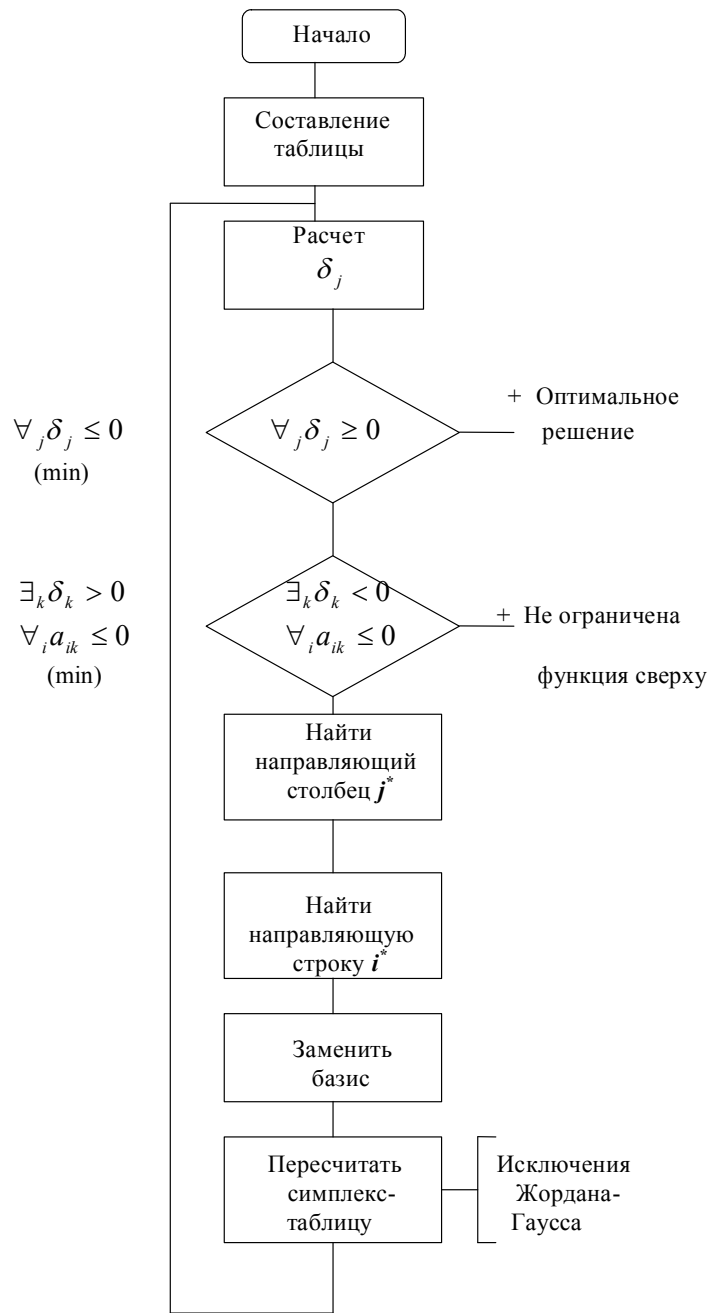 Начало
Составление
таблицы
Расчет
δ_j
∀_j δ_j ≤ 0
(min)
∀_j δ_j ≥ 0
+ Оптимальное
решение
∃_k δ_k > 0
∀_i a_ik ≤ 0
(min)
∃_k δ_k < 0
∀_i a_ik ≤ 0
+ Не ограничена
функция сверху
Найти
направляющий
столбец j*
Найти
направляющую
строку i*
Заменить
базис
Пересчитать
симплекс-
таблицу
Исключения
Жордана-
Гаусса